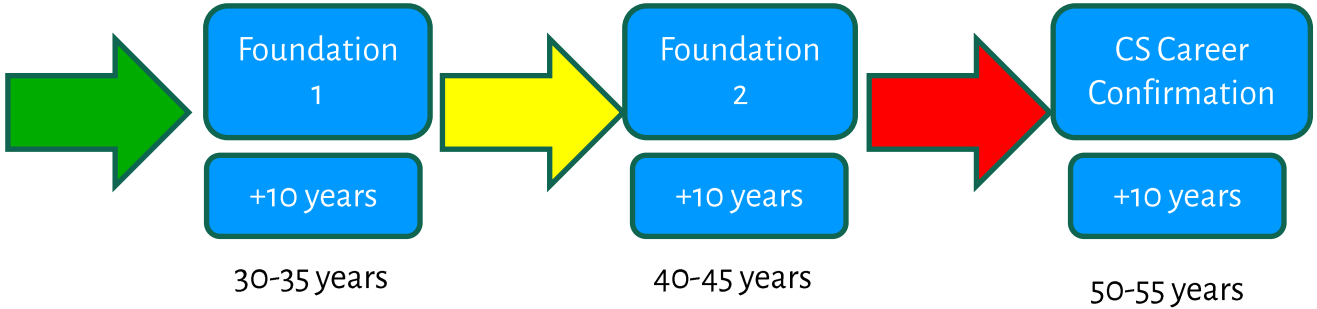 Foundation
1
+10 years
30-35 years
Foundation
2
+10 years
40-45 years
CS Career
Confirmation
+10 years
50-55 years